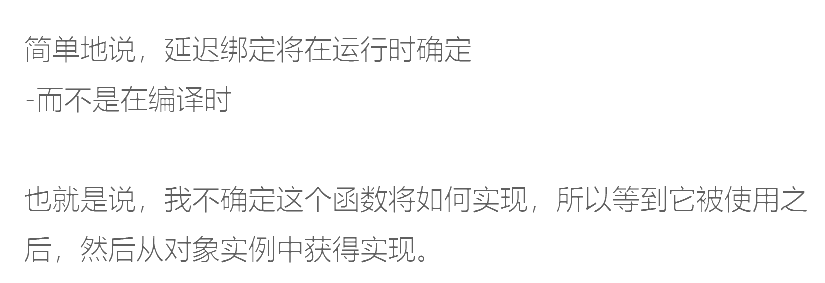 简单地说，延迟绑定将在运行时确定
-而不是在编译时
也就是说，我不确定这个函数将如何实现，所以等到它被使用之
后，然后从对象实例中获得实现。